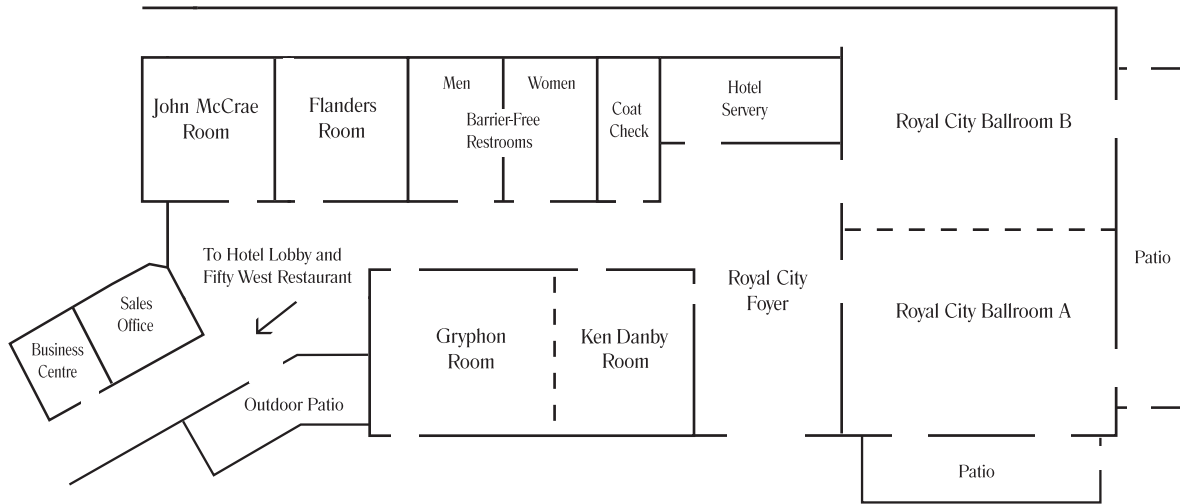 John McCrae
Room
Flanders
Room
Men
Women
Barrier-Free
Restrooms
Coat
Check
Hotel
Servery
Royal City Ballroom B
To Hotel Lobby and
Fifty West Restaurant
Royal City
Foyer
Patio
Sales
Office
Business
Centre
Gryphon
Room
Ken Danby
Room
Royal City Ballroom A
Outdoor Patio
Patio